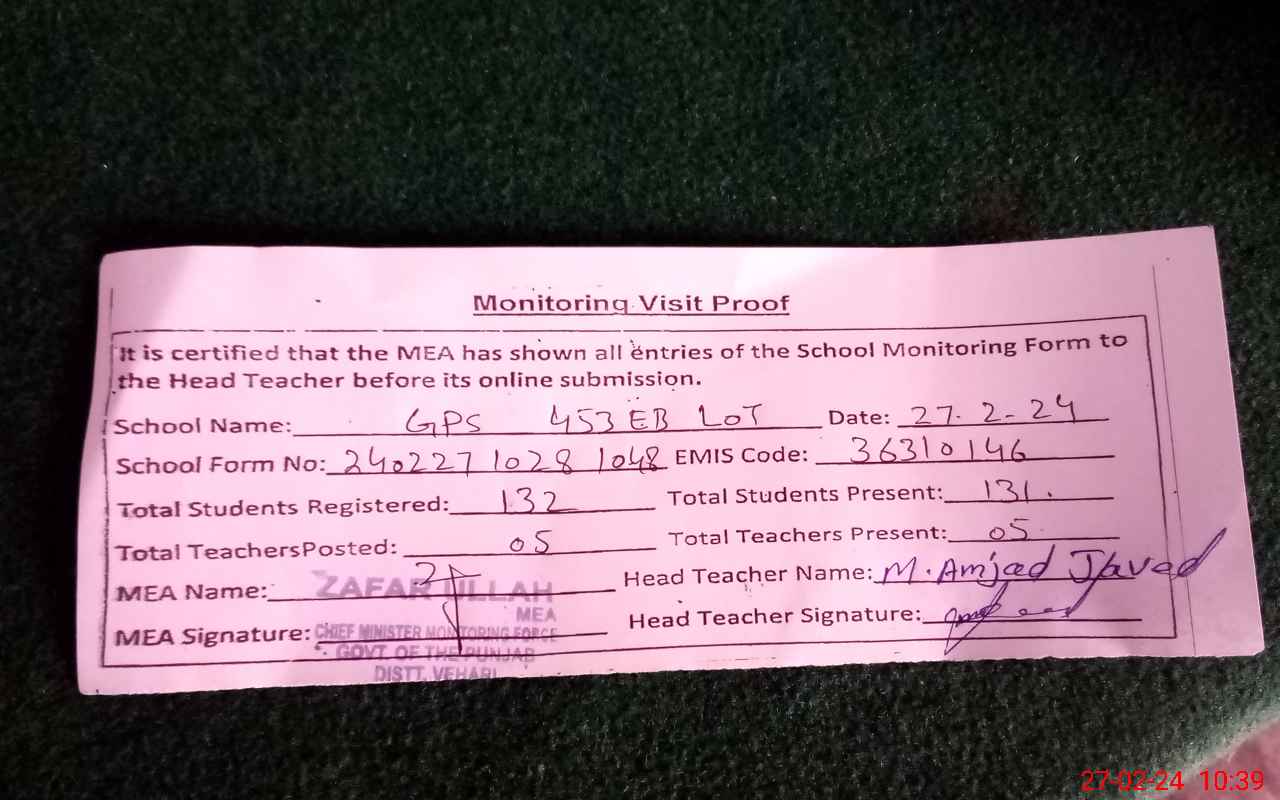 Monitoring Visit Proof
It is certified that the MEA has shown all entries of the School Monitoring Form to
the Head Teacher before its online submission.
School Name: GPS 453 EB LOT Date: 27.2-24
School Form No: 240227 1028 1048 EMIS Code: 36310146
Total Students Registered: 132 Total Students Present: 131.
Total TeachersPosted: 05 Total Teachers Present: 05
MEA Name: ZAFAR ULLAH Head Teacher Name: M. Amjad Javed
MEA
MEA Signature: CHIEF MINISTER MONITORING FORCE Head Teacher Signature:
GOVT OF THE PUNJAB
DISTT. VEHARI
27-02-24 10:39